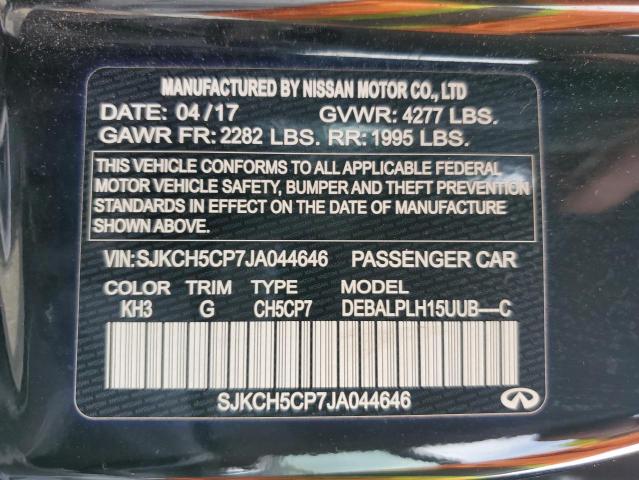 MANUFACTURED BY NISSAN MOTOR CO., LTD
DATE: 04/17 GVWR: 4277 LBS.
GAWR FR: 2282 LBS. RR: 1995 LBS.
THIS VEHICLE CONFORMS TO ALL APPLICABLE FEDERAL
MOTOR VEHICLE SAFETY, BUMPER AND THEFT PREVENTION
STANDARDS IN EFFECT ON THE DATE OF MANUFACTURE
SHOWN ABOVE.
VIN:SJKCH5CP7JA044646 PASSENGER CAR
COLOR TRIM TYPE MODEL
KH3 G CH5CP7 DEBALPLH15UUB—C
SJKCH5CP7JA044646